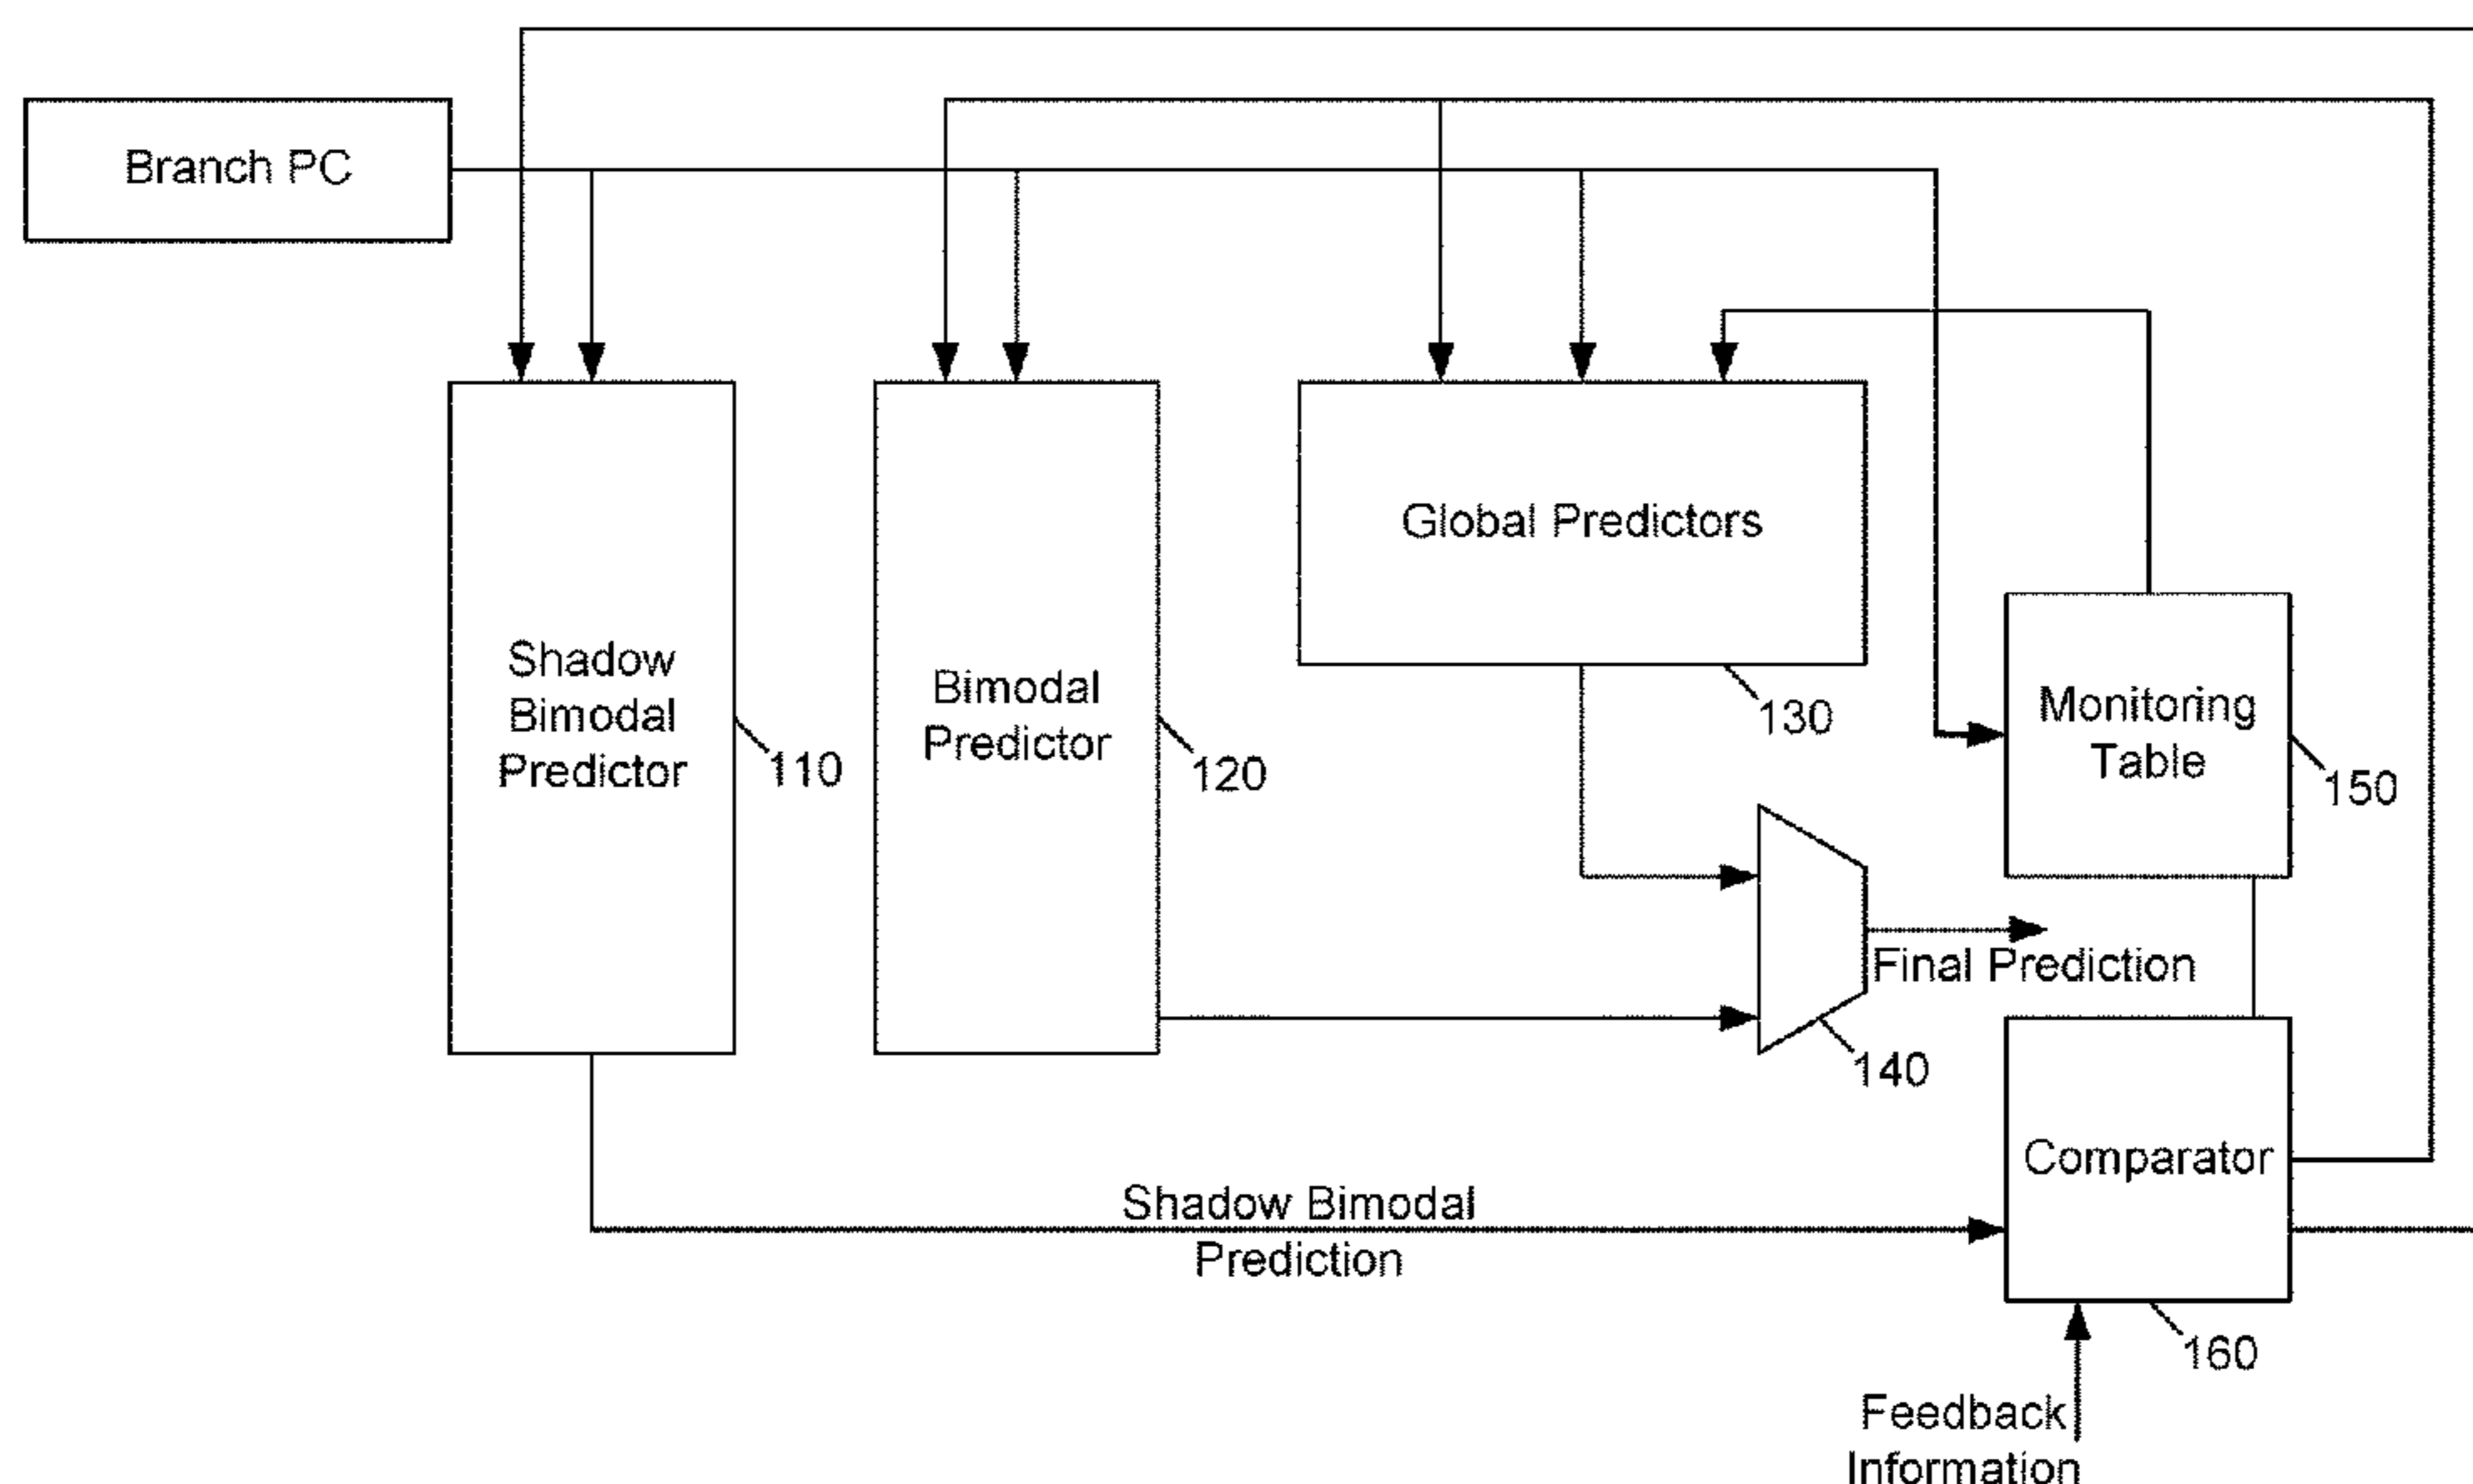 Branch PC
Shadow
Bimodal
Predictor
110
Bimodal
Predictor
120
Global Predictors
130
Monitoring
Table
150
Final Prediction
140
Comparator
160
Shadow Bimodal
Prediction
Feedback
Information